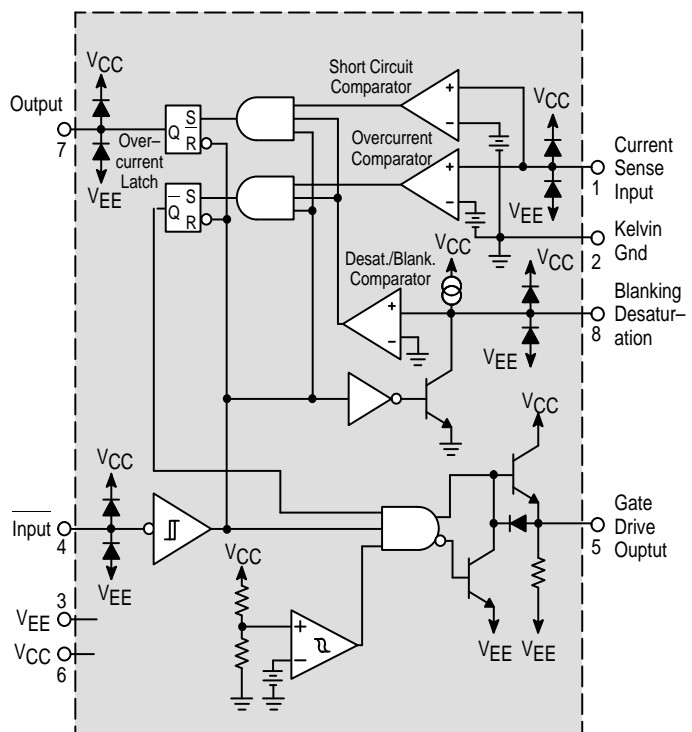 VCC
Output
7
VEE
S
Q
R
Over–
current
Latch
Q
S
R
Short Circuit
Comparator
+
–
Overcurrent
Comparator
+
–
VCC
VEE
Current
Sense
Input
1
Kelvin
Gnd
2
Desat./Blank.
Comparator
+
–
VCC
VCC
VEE
Blanking
Desatur–
ation
8
VCC
Input
4
VEE
3
VEE
VCC
6
VCC
+
–
VCC
VEE
VEE
Gate
Drive
Ouptut
5